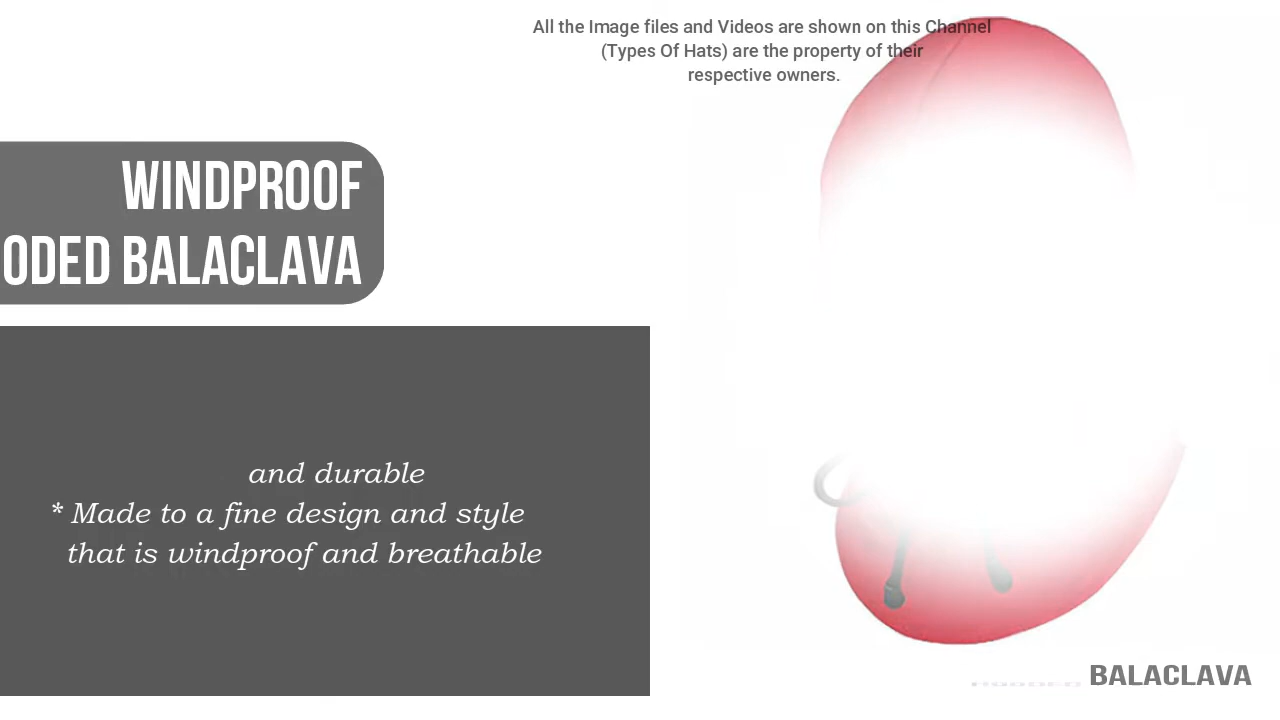 All the Image files and Videos are shown on this Channel
(Types Of Hats) are the property of their
respective owners.
WINDPROOF
ODED BALACLAVA
and durable
* Made to a fine design and style
that is windproof and breathable
BALACLAVA